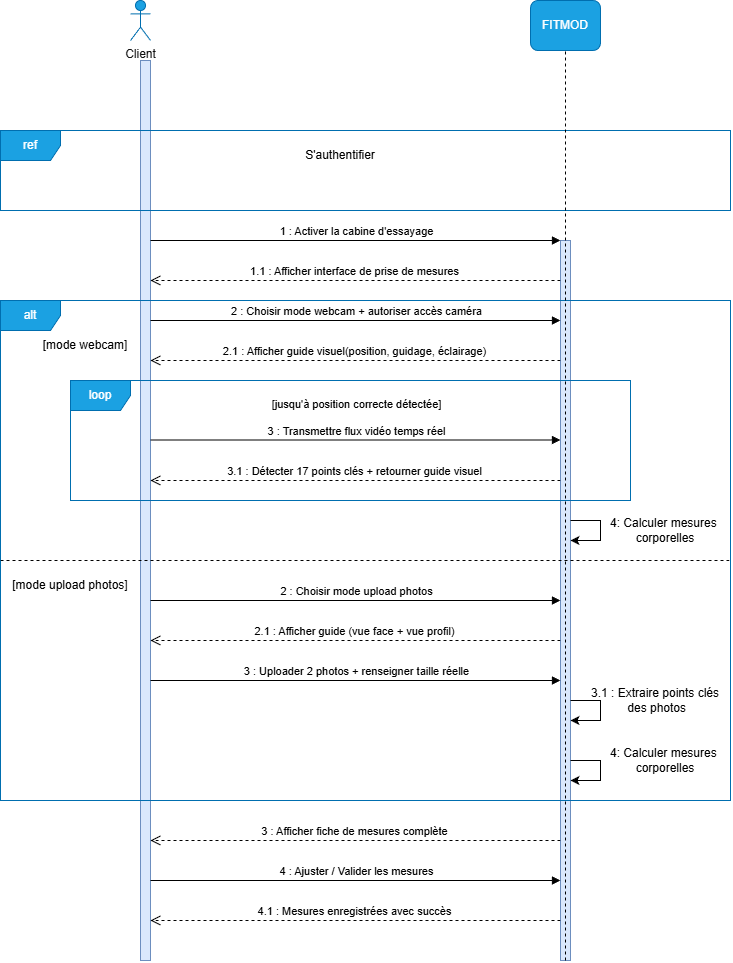 Client
FITMOD
ref
S'authentifier
1 : Activer la cabine d'essayage
1.1 : Afficher interface de prise de mesures
alt
2 : Choisir mode webcam + autoriser accès caméra
[mode webcam]
2.1 : Afficher guide visuel(position, guidage, éclairage)
loop
[jusqu'à position correcte détectée]
3 : Transmettre flux vidéo temps réel
3.1 : Détecter 17 points clés + retourner guide visuel
4: Calculer mesures
corporelles
[mode upload photos]
2 : Choisir mode upload photos
2.1 : Afficher guide (vue face + vue profil)
3 : Uploader 2 photos + renseigner taille réelle
3.1 : Extraire points clés
des photos
4: Calculer mesures
corporelles
3 : Afficher fiche de mesures complète
4 : Ajuster / Valider les mesures
4.1 : Mesures enregistrées avec succès